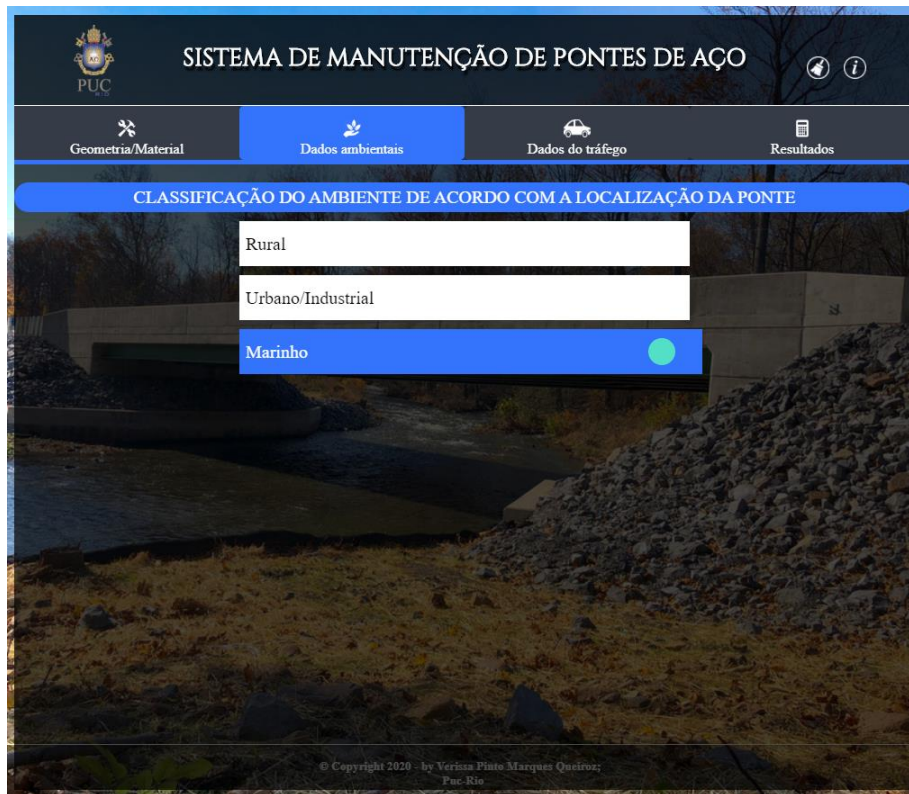 SISTEMA DE MANUTENÇÃO DE PONTES DE AÇO
PUC
Geometria/Material
Dados ambientais
Dados do tráfego
Resultados
CLASSIFICAÇÃO DO AMBIENTE DE ACORDO COM A LOCALIZAÇÃO DA PONTE
Rural
Urbano/Industrial
Marinho
© Copyright 2020 - by Verissa Pinto Marques Queiroz;
Puc-Rio